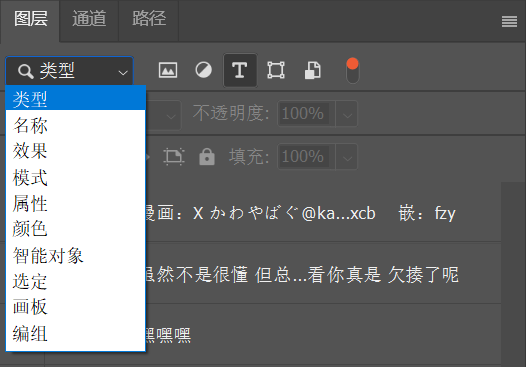 图层 通道 路径
类型
类型
名称
不透明度: 100%
效果
模式
填充: 100%
属性
漫画：X かわやばぐ@ka...xcb 嵌：fzy
颜色
智能对象
虽然不是很懂 但总...看你真是 欠揍了呢
选定
画板
编组
嘿嘿嘿